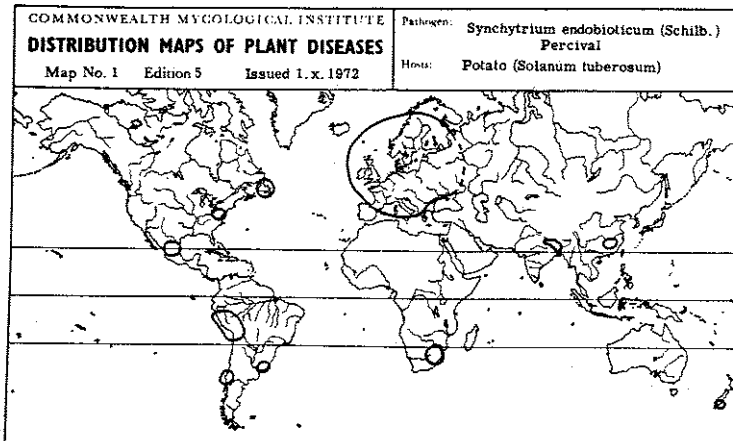 COMMONWEALTH MYCOLOGICAL INSTITUTE
DISTRIBUTION MAPS OF PLANT DISEASES
Map No. 1 Edition 5 Issued 1.x.1972
Pathogen: Synchytrium endobioticum (Schilb.)
Percival
Hosts: Potato (Solanum tuberosum)